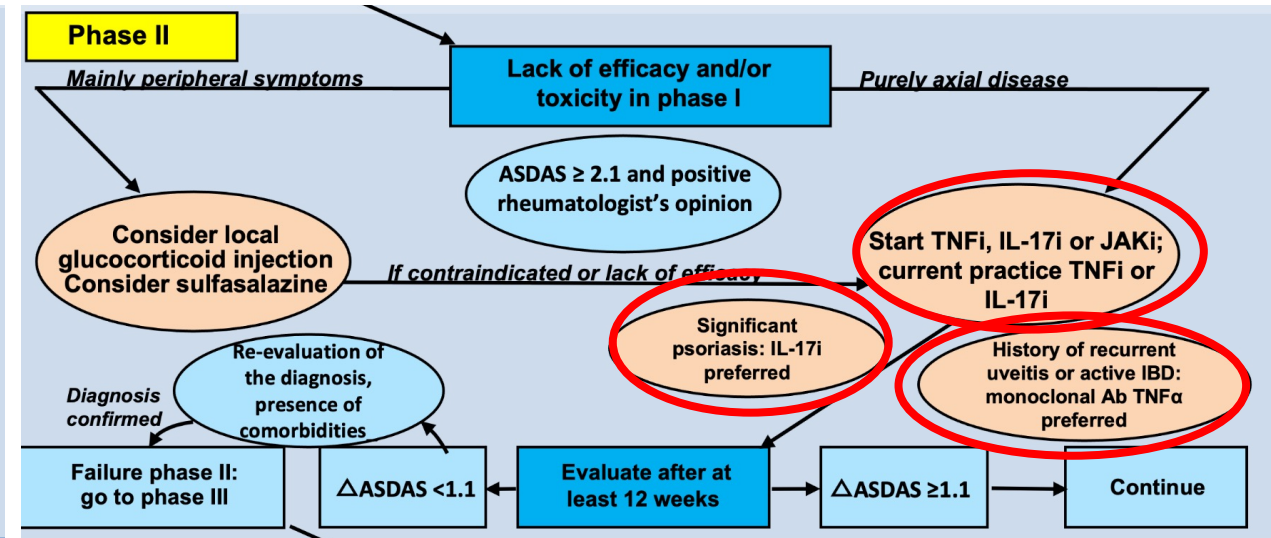 Phase II
Mainly peripheral symptoms
Lack of efficacy and/or
toxicity in phase I
Purely axial disease
ASDAS ≥ 2.1 and positive
rheumatologist's opinion
Consider local
glucocorticoid injection
Consider sulfasalazine
If contraindicated or lack of efficacy
Start TNFi, IL-17i or JAKi;
current practice TNFi or
IL-17i
Significant
psoriasis: IL-17i
preferred
History of recurrent
uveitis or active IBD:
monoclonal Ab TNFα
preferred
Re-evaluation of
the diagnosis,
presence of
comorbidities
Diagnosis
confirmed
Failure phase II:
go to phase III
△ASDAS <1.1
Evaluate after at
least 12 weeks
△ASDAS ≥1.1
Continue